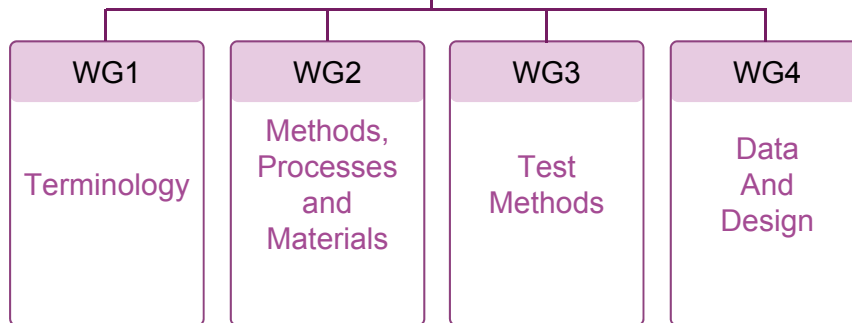 WG1
Terminology
WG2
Methods,
Processes
and
Materials
WG3
Test
Methods
WG4
Data
And
Design